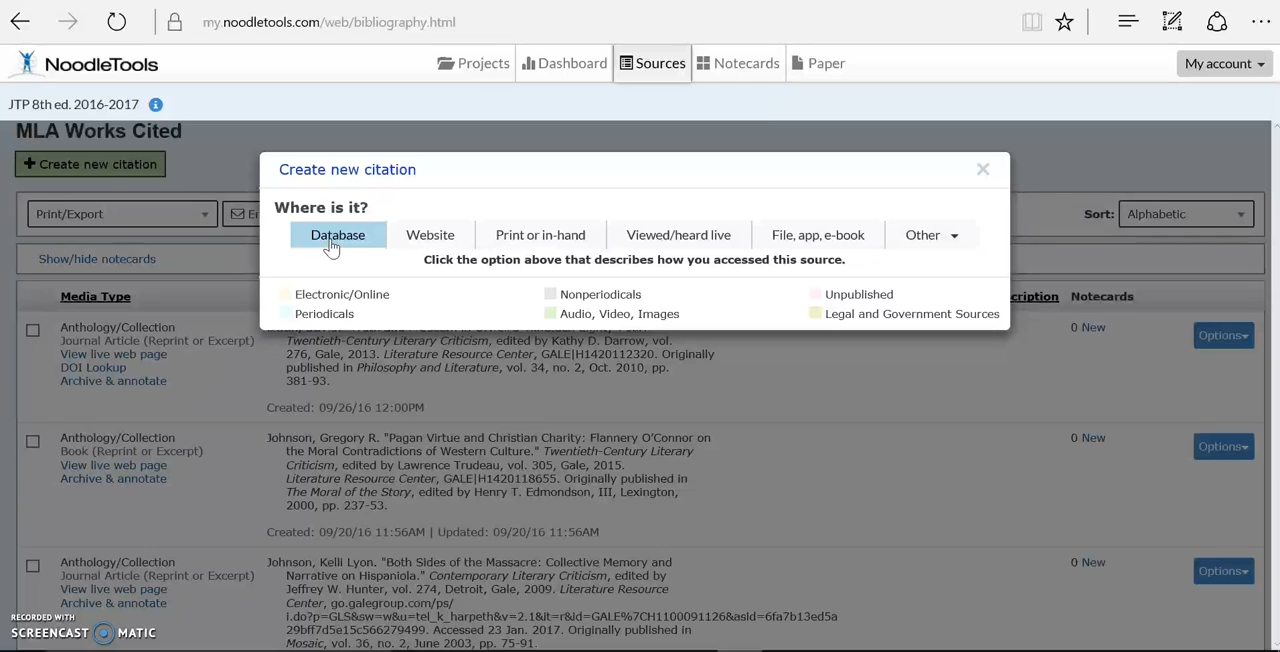 my.noodletools.com/web/bibliography.html
NoodleTools
Projects
Dashboard
Sources
Notecards
Paper
My account
JTP 8th ed. 2016-2017
MLA Works Cited
Create new citation
Print/Export
Sort:
Alphabetic
Show/hide notecards
Create new citation
Where is it?
Database
Website
Print or in-hand
Viewed/heard live
File, app, e-book
Other
Click the option above that describes how you accessed this source.
Electronic/Online
Nonperiodicals
Unpublished
Periodicals
Audio, Video, Images
Legal and Government Sources
Media Type
Notecards
Anthology/Collection
Journal Article (Reprint or Excerpt)
View live web page
DOI Lookup
Archive & annotate
Twentieth-Century Literary Criticism, edited by Kathy D. Darrow, vol.
276, Gale, 2013. Literature Resource Center, GALE|H1420112320. Originally
published in Philosophy and Literature, vol. 34, no. 2, Oct. 2010, pp.
381-93.
Created: 09/26/16 12:00PM
0 New
Options
Anthology/Collection
Book (Reprint or Excerpt)
View live web page
Archive & annotate
Johnson, Gregory R. "Pagan Virtue and Christian Charity: Flannery O'Connor on
the Moral Contradictions of Western Culture." Twentieth-Century Literary
Criticism, edited by Lawrence Trudeau, vol. 305, Gale, 2015.
Literature Resource Center, GALE|H1420118655. Originally published in
The Moral of the Story, edited by Henry T. Edmondson, III, Lexington,
2000, pp. 237-53.
Created: 09/20/16 11:56AM | Updated: 09/20/16 11:56AM
0 New
Options
Anthology/Collection
Journal Article (Reprint or Excerpt)
View live web page
Archive & annotate
Johnson, Kelli Lyon. "Both Sides of the Massacre: Collective Memory and
Narrative on Hispaniola." Contemporary Literary Criticism, edited by
Jeffrey W. Hunter, vol. 274, Detroit, Gale, 2009. Literature Resource
Center, go.galegroup.com/ps/
i.do?p=GLS&sw=w&u=tel_k_harpeth&v=2.1&it=r&id=GALE%7CH1100091126&asid=6fa7b13ed5a
29bff7d5e15c566279499. Accessed 23 Jan. 2017. Originally published in
Mosaic, vol. 36, no. 2, June 2003, pp. 75-91.
0 New
Options
RECORDED WITH
SCREENCAST MATIC